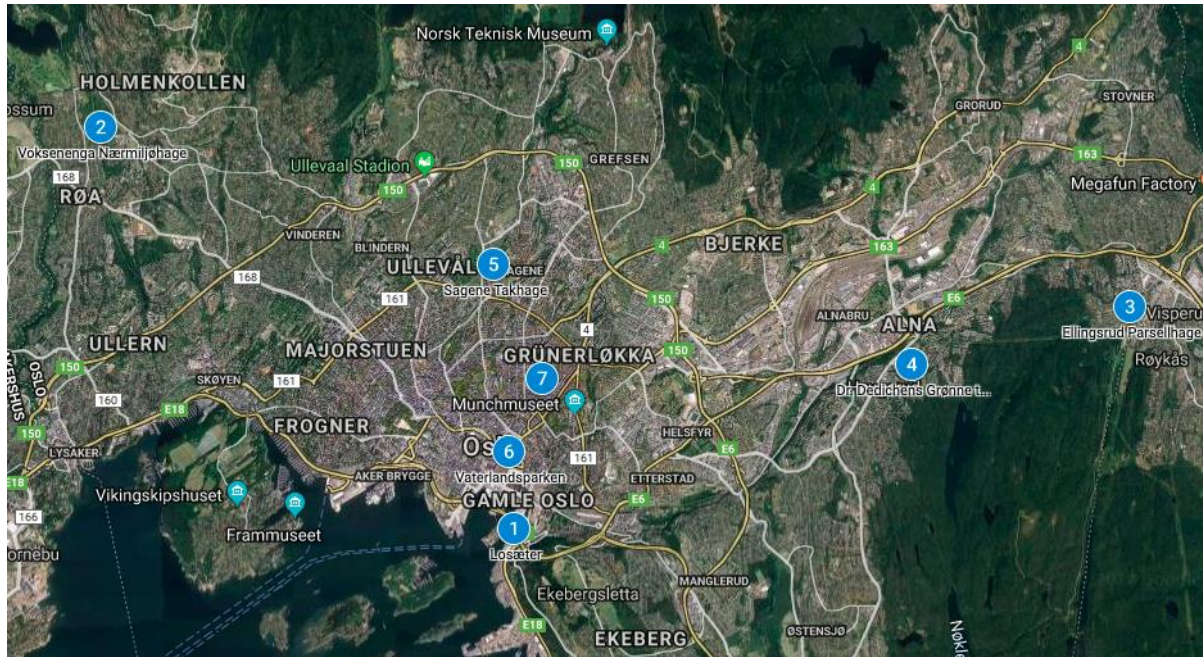 Norsk Teknisk Museum
4
HOLMENKOLLEN
STOVNER
GRORUD
ossum
2
Voksenenga Nærmiljøhage
Ullevaal Stadion
150
GREFSEN
163
168
150
4
Megafun Factory
RØA
VINDEREN
BLINDERN
4
BJERKE
163
ULLEVÅL
5
SAGENE
168
Sagene Takhage
161
150
E6
3
Visperu
ALNABRU
ALNA
Ellingsrud Parsellhage
4
ULLERN
MAJORSTUEN
GRÜNERLØKKA
150
Røykås
OSLO
150
SKØYEN
161
7
4
Dr. Dedichens Grønne t...
160
Munchmuseet
E18
FROGNER
150
HELSFYR
LYSAKER
Os
6
161
E6
E18
AKER BRYGGE
Vaterlandsparken
ETTERSTAD
Vikingskipshuset
GAMLE OSLO
E6
166
Frammuseet
1
Losæter
ornebu
MANGLERUD
Ekebergsletta
E18
EKEBERG
ØSTENSJØ
Nøkle